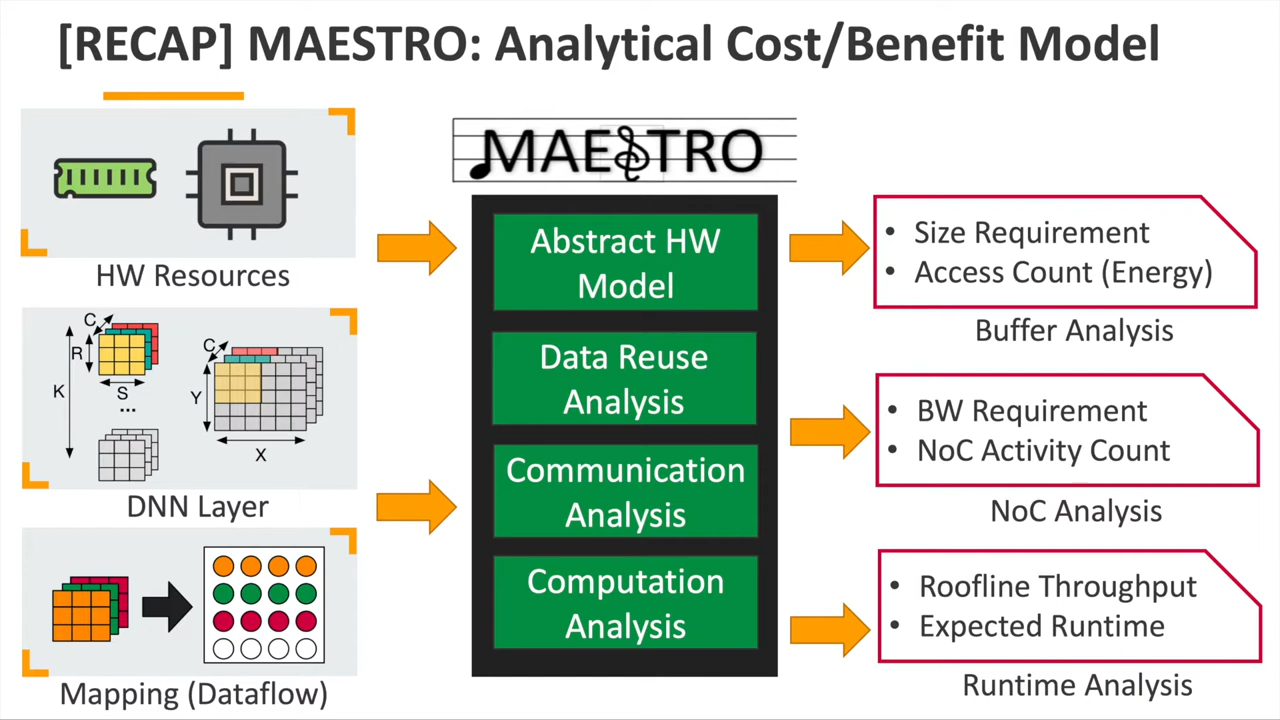 [RECAP] MAESTRO: Analytical Cost/Benefit Model
HW Resources
C
R
K
S
...
C
Y
X
DNN Layer
Mapping (Dataflow)
MAESTRO
Abstract HW
Model
Data Reuse
Analysis
Communication
Analysis
Computation
Analysis
• Size Requirement
• Access Count (Energy)
Buffer Analysis
• BW Requirement
• NoC Activity Count
NoC Analysis
• Roofline Throughput
• Expected Runtime
Runtime Analysis